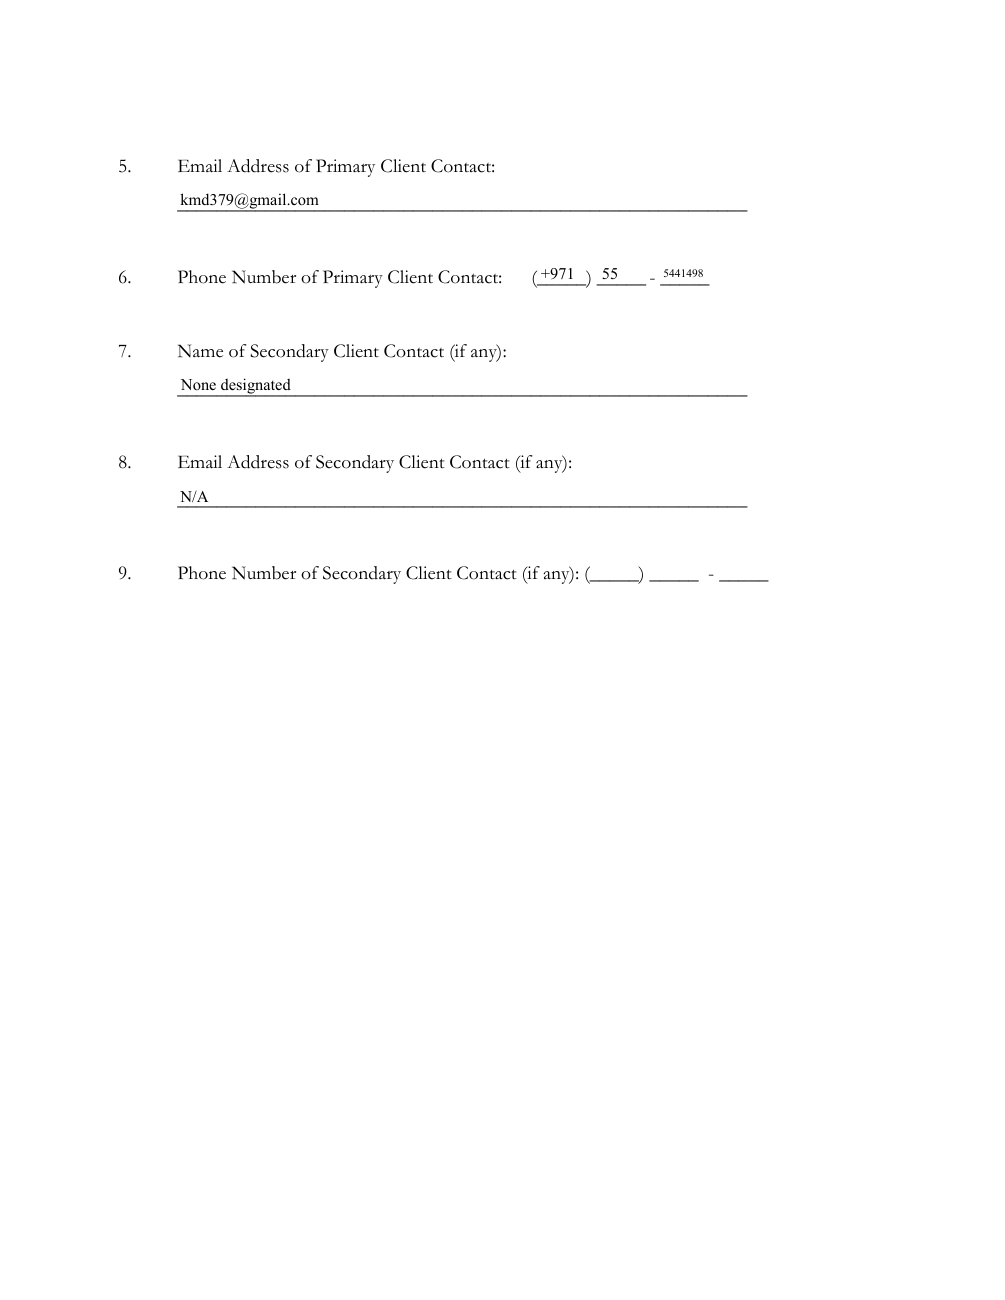 5. Email Address of Primary Client Contact:
kmd379@gmail.com
6. Phone Number of Primary Client Contact: (+971) 55 - 5441498
7. Name of Secondary Client Contact (if any):
None designated
8. Email Address of Secondary Client Contact (if any):
N/A
9. Phone Number of Secondary Client Contact (if any): (_____) _____ - _____